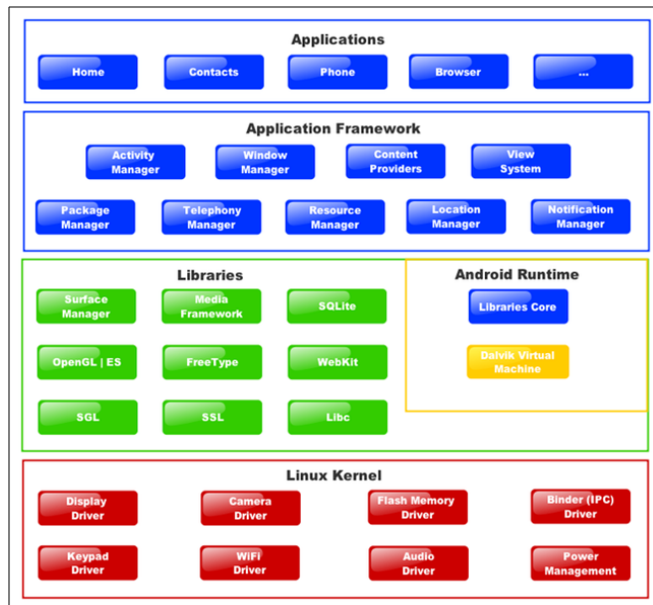 Applications
Home
Contacts
Phone
Browser
...
Application Framework
Activity
Manager
Window
Manager
Content
Providers
View
System
Package
Manager
Telephony
Manager
Resource
Manager
Location
Manager
Notification
Manager
Libraries
Surface
Manager
Media
Framework
SQLite
OpenGL | ES
FreeType
WebKit
SGL
SSL
Libc
Android Runtime
Libraries Core
Dalvik Virtual
Machine
Linux Kernel
Display
Driver
Camera
Driver
Flash Memory
Driver
Binder (IPC)
Driver
Keypad
Driver
WiFi
Driver
Audio
Driver
Power
Management